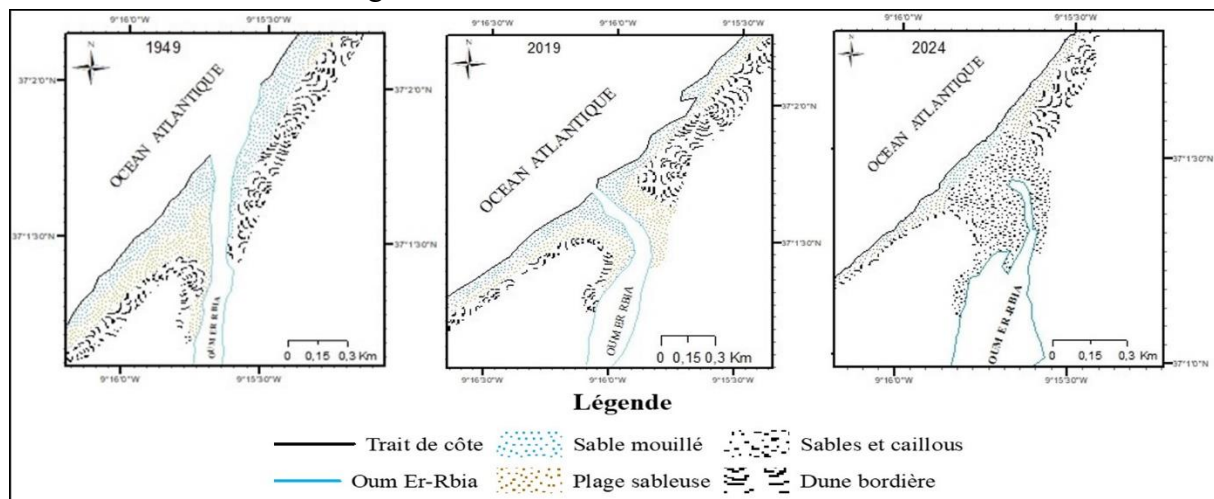 1949
N
OCEAN ATLANTIQUE
OUM ER-RBIA
37°2'0"N
37°1'30"N
9°16'0"W 9°15'30"W
9°16'0"W 9°15'30"W
0 0,15 0,3 Km
2019
N
OCEAN ATLANTIQUE
OUM ER RBIA
9°16'30"W 9°16'0"W 9°15'30"W
37°2'0"N
37°1'30"N
9°16'30"W 9°16'0"W 9°15'30"W
0 0,15 0,3 Km
2024
N
OCEAN ATLANTIQUE
OUM ER-RBIA
9°16'0"W 9°15'30"W
37°1'30"N
37°1'0"N
9°16'0"W 9°15'30"W
0 0,15 0,3 Km
Légende
Trait de côte Sable mouillé Sables et caillous
Oum Er-Rbia Plage sableuse Dune bordière